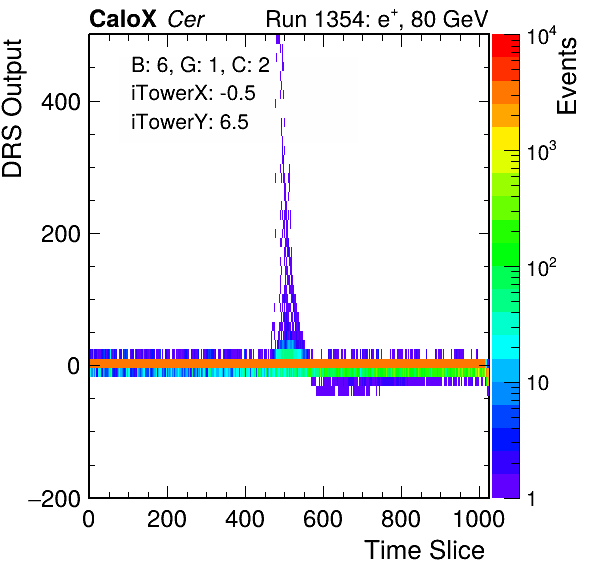 CaloX Cer Run 1354: e⁺, 80 GeV
B: 6, G: 1, C: 2
iTowerX: -0.5
iTowerY: 6.5
DRS Output
400
200
0
−200
0 200 400 600 800 1000
Time Slice
Events
10⁴
10³
10²
10
1